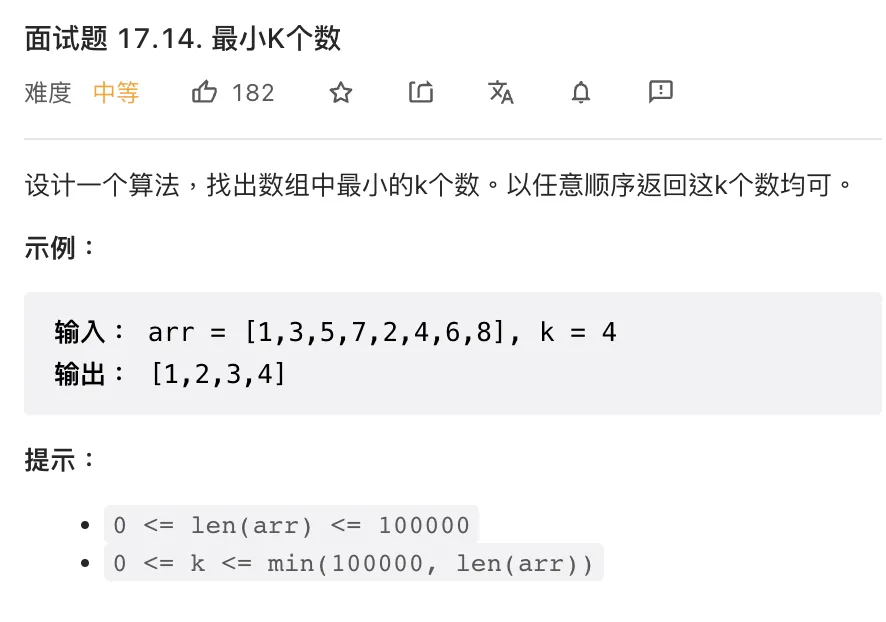 面试题 17.14. 最小K个数
难度 中等 182
设计一个算法，找出数组中最小的k个数。以任意顺序返回这k个数均可。
示例：
输入： arr = [1,3,5,7,2,4,6,8], k = 4
输出： [1,2,3,4]
提示：
• 0 <= len(arr) <= 100000
• 0 <= k <= min(100000, len(arr))